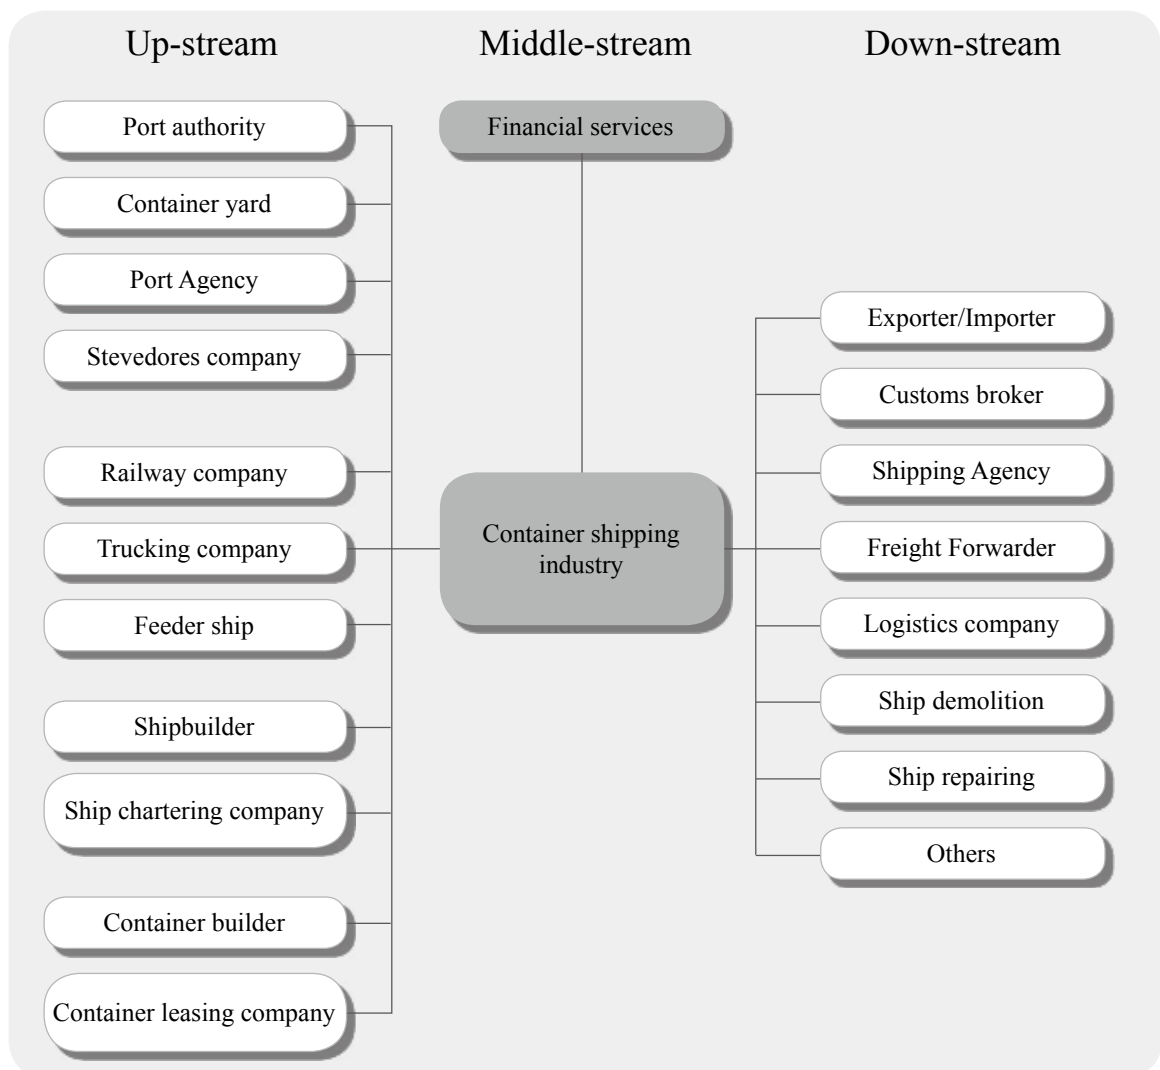 Up-stream
Middle-stream
Down-stream
Port authority
Container yard
Port Agency
Stevedores company
Railway company
Trucking company
Feeder ship
Shipbuilder
Ship chartering company
Container builder
Container leasing company
Financial services
Container shipping
industry
Exporter/Importer
Customs broker
Shipping Agency
Freight Forwarder
Logistics company
Ship demolition
Ship repairing
Others